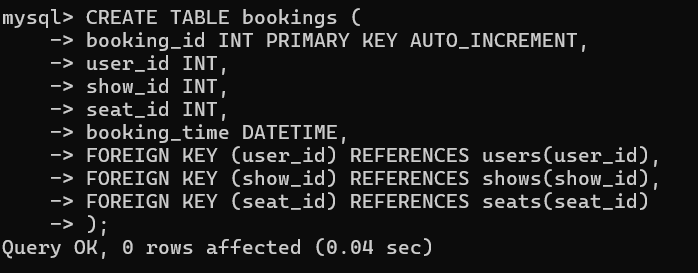 mysql> CREATE TABLE bookings (
    -> booking_id INT PRIMARY KEY AUTO_INCREMENT,
    -> user_id INT,
    -> show_id INT,
    -> seat_id INT,
    -> booking_time DATETIME,
    -> FOREIGN KEY (user_id) REFERENCES users(user_id),
    -> FOREIGN KEY (show_id) REFERENCES shows(show_id),
    -> FOREIGN KEY (seat_id) REFERENCES seats(seat_id)
    -> );
Query OK, 0 rows affected (0.04 sec)